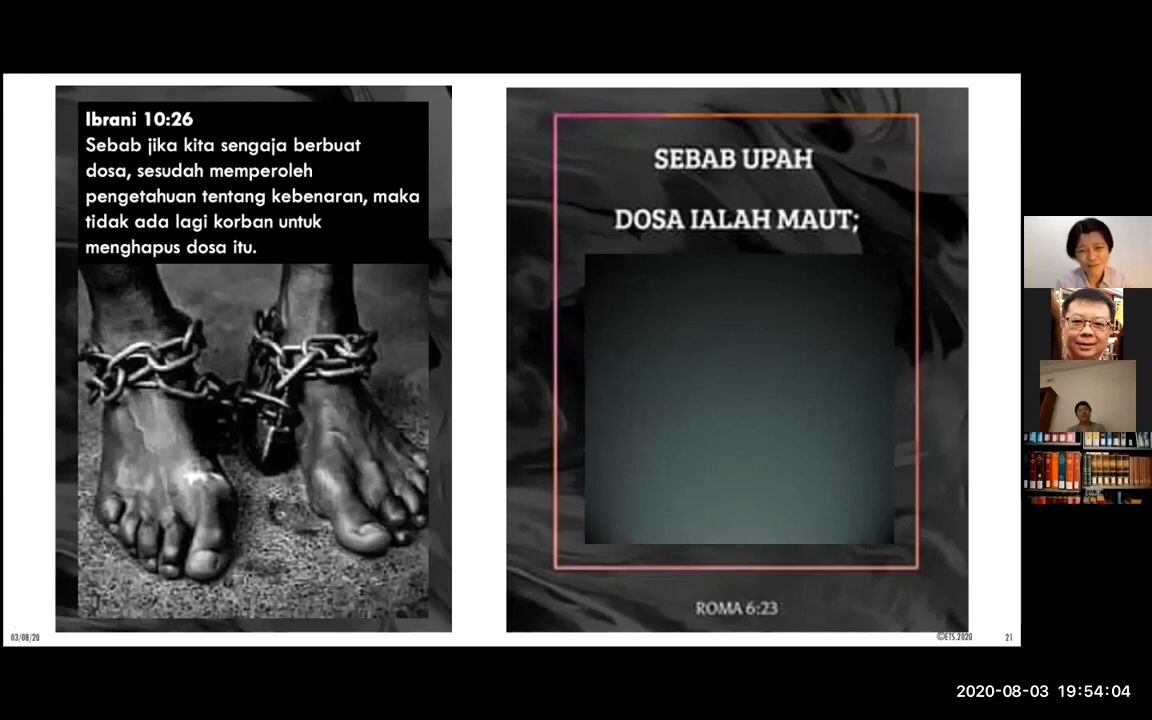 Ibrani 10:26
Sebab jika kita sengaja berbuat
dosa, sesudah memperoleh
pengetahuan tentang kebenaran, maka
tidak ada lagi korban untuk
menghapus dosa itu.
SEBAB UPAH
DOSA IALAH MAUT;
ROMA 6:23
03/08/20
©ETS.2020
21
2020-08-03 19:54:04